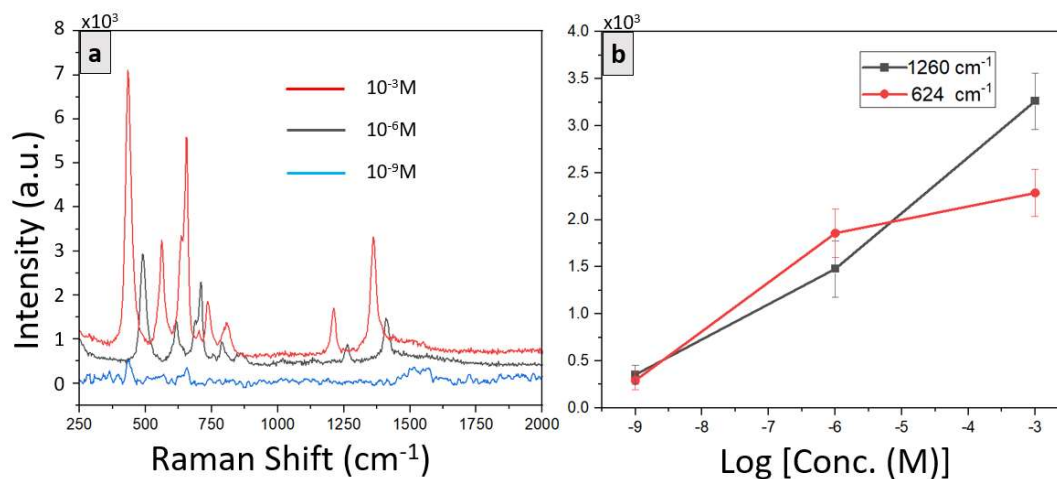 x10³
a
8
7
6
5
4
3
2
1
0
Intensity (a.u.)
10⁻³M
10⁻⁶M
10⁻⁹M
250 500 750 1000 1250 1500 1750 2000
Raman Shift (cm⁻¹)
x10³
b
4.0
3.5
3.0
2.5
2.0
1.5
1.0
0.5
0.0
1260 cm⁻¹
624 cm⁻¹
-9 -8 -7 -6 -5 -4 -3
Log [Conc. (M)]